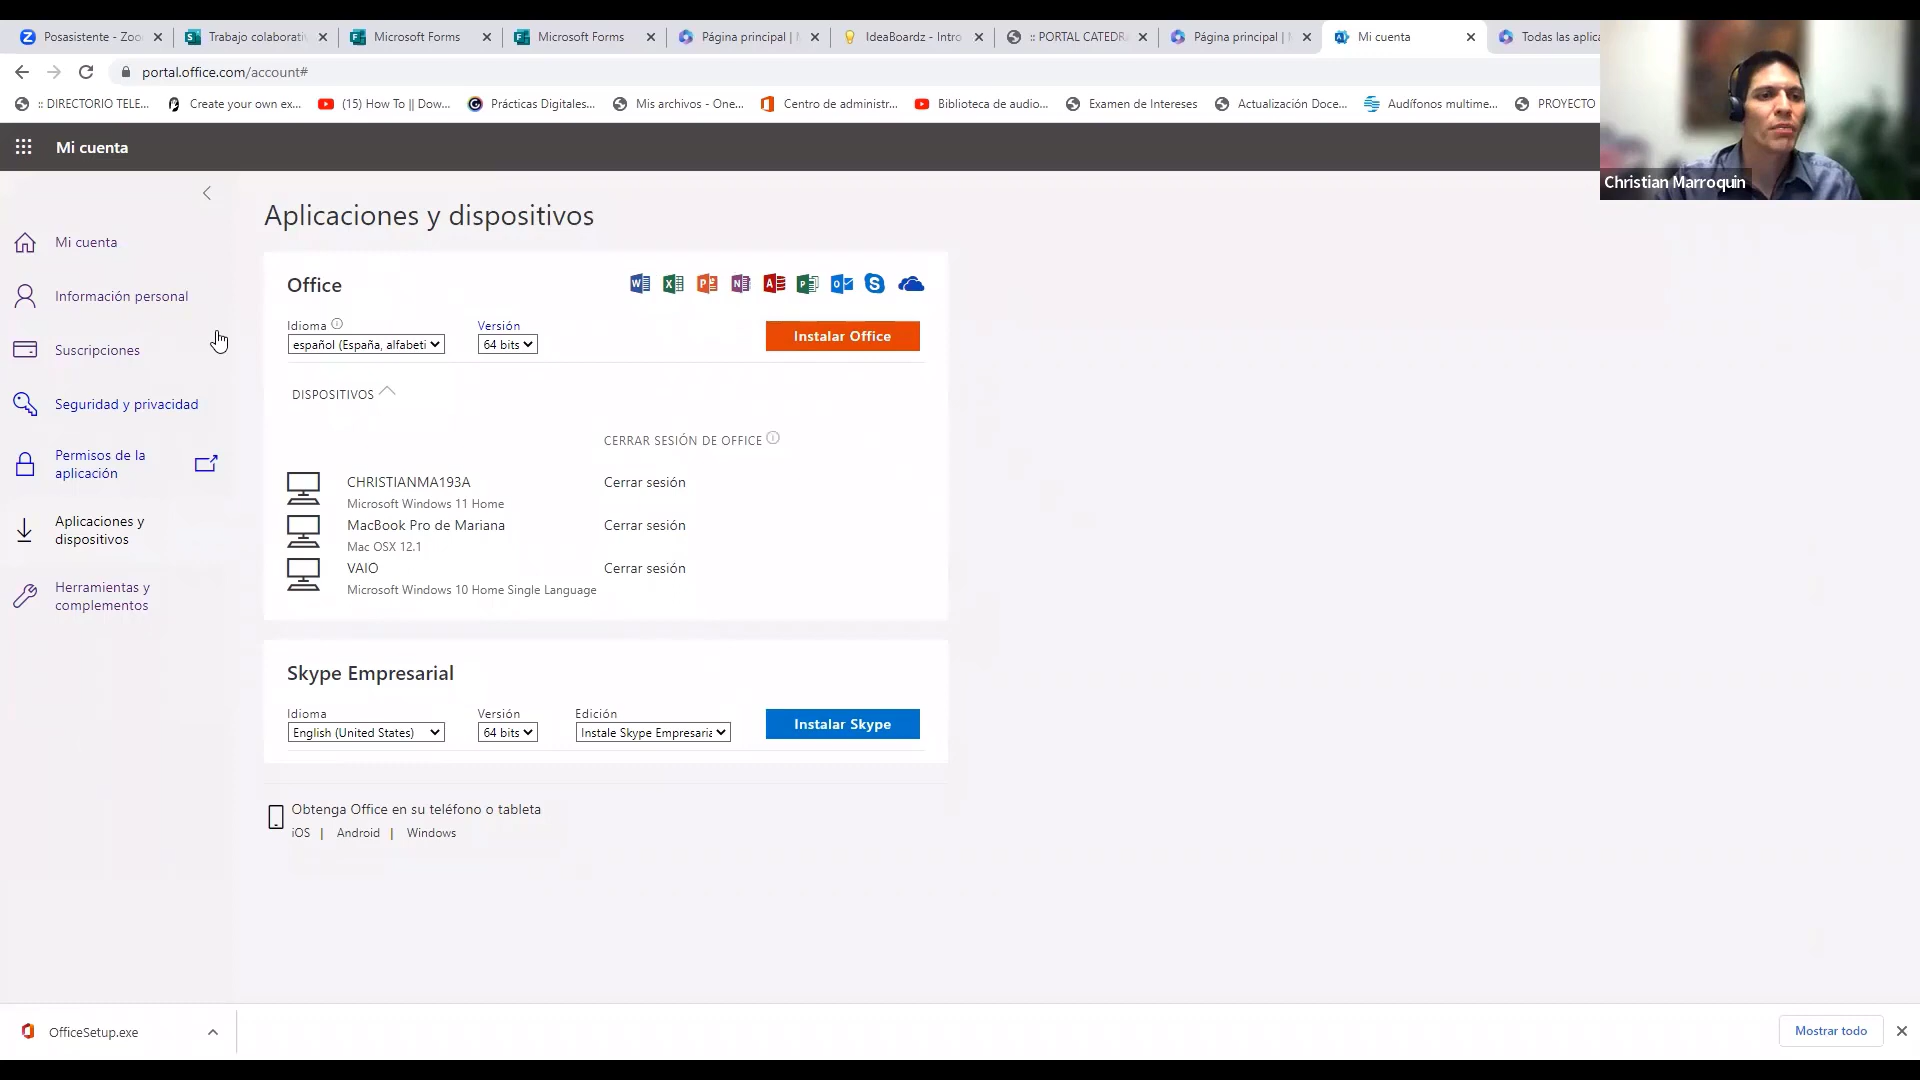 Posasistente - Zoo
Trabajo colaborati
Microsoft Forms
Microsoft Forms
Página principal | M
IdeaBoardz - Intro
:: PORTAL CATEDRA
Página principal | M
Mi cuenta
Todas las aplica
portal.office.com/account#
:: DIRECTORIO TELE...
Create your own ex...
(15) How To || Dow...
Prácticas Digitales...
Mis archivos - One...
Centro de administr...
Biblioteca de audio...
Examen de Intereses
Actualización Doce...
Audífonos multime...
PROYECTO
Christian Marroquin
Mi cuenta
Mi cuenta
Información personal
Suscripciones
Seguridad y privacidad
Permisos de la
aplicación
Aplicaciones y
dispositivos
Herramientas y
complementos
Aplicaciones y dispositivos
Office
Idioma
Versión
español (España, alfabeti
64 bits
Instalar Office
DISPOSITIVOS
CERRAR SESIÓN DE OFFICE
CHRISTIANMA193A
Cerrar sesión
Microsoft Windows 11 Home
MacBook Pro de Mariana
Cerrar sesión
Mac OSX 12.1
VAIO
Cerrar sesión
Microsoft Windows 10 Home Single Language
Skype Empresarial
Idioma
Versión
Edición
English (United States)
64 bits
Instale Skype Empresaria
Instalar Skype
Obtenga Office en su teléfono o tableta
iOS | Android | Windows
OfficeSetup.exe
Mostrar todo